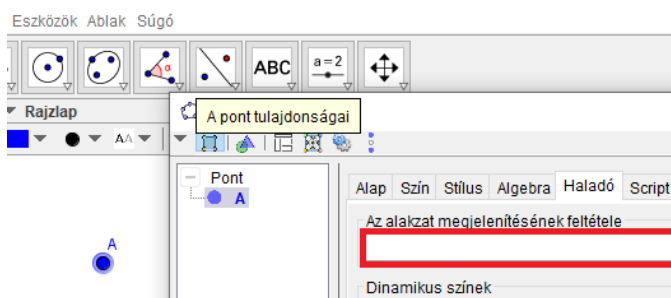 Eszközök Ablak Súgó
α
ABC
a = 2
Rajzlap
A pont tulajdonságai
AA
Pont
A
Alap Szín Stílus Algebra Haladó Script
Az alakzat megjelenítésének feltétele
A
Dinamikus színek